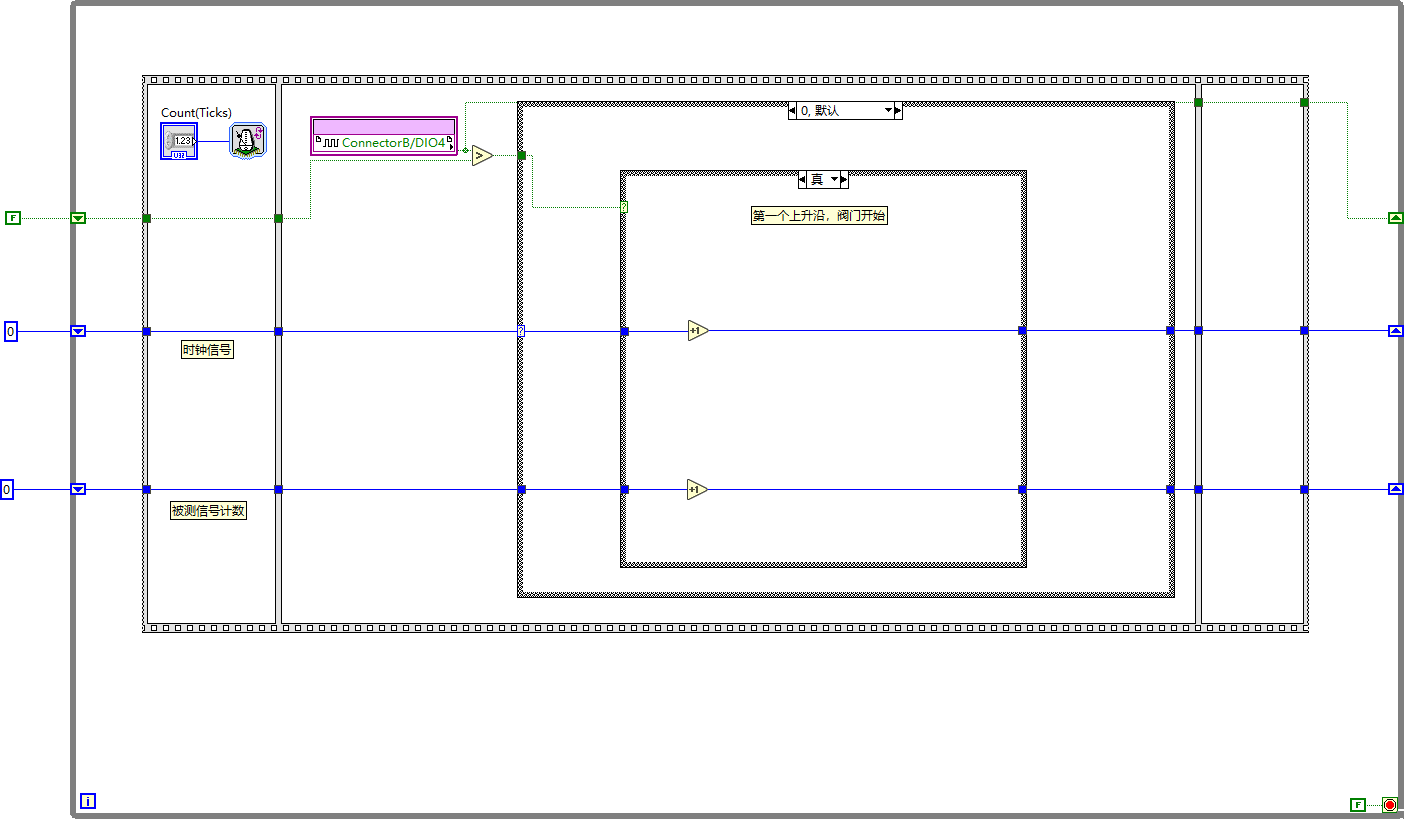 Count(Ticks)
1.23
U32
0, 默认
ConnectorB/DIO4
>
真
?
第一个上升沿，阀门开始
F
0
?
+1
时钟信号
0
+1
被测信号计数
i
F